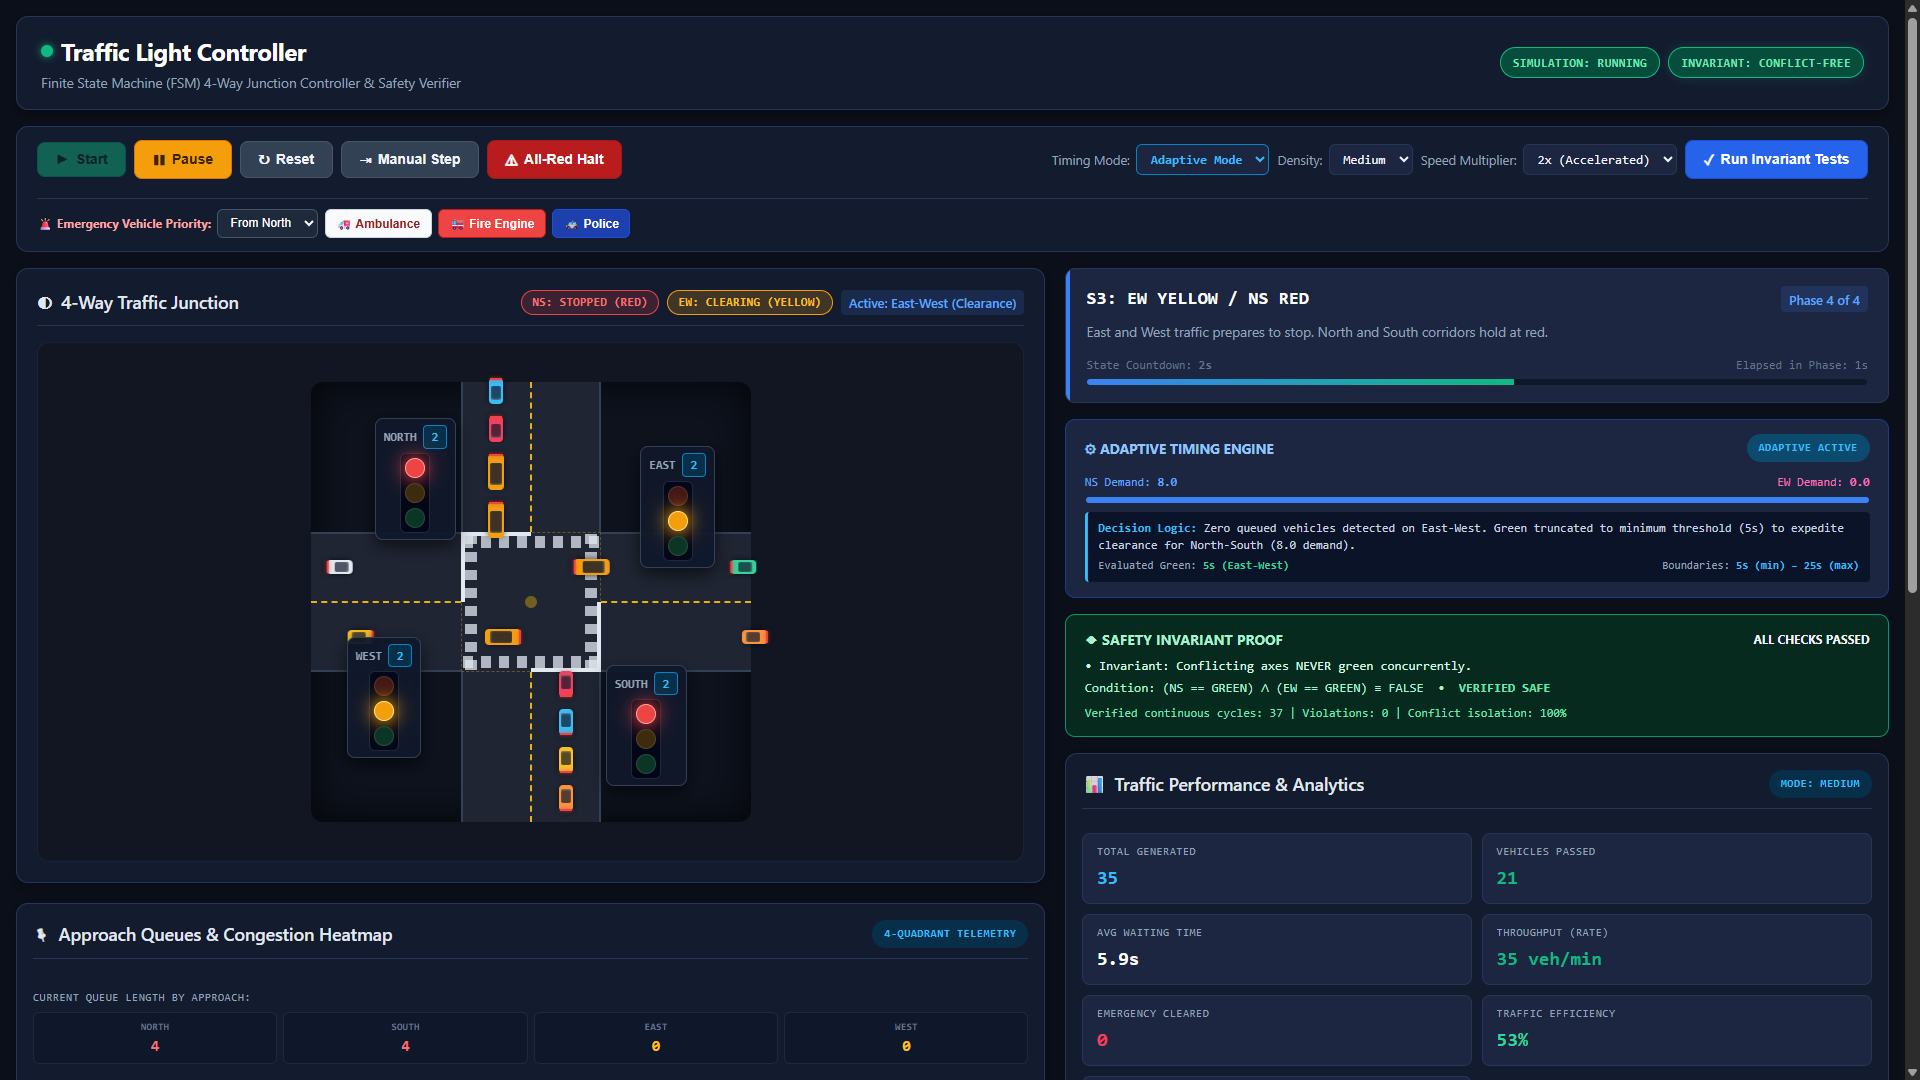 Traffic Light Controller
Finite State Machine (FSM) 4-Way Junction Controller & Safety Verifier
SIMULATION: RUNNING
INVARIANT: CONFLICT-FREE
Start
Pause
Reset
Manual Step
All-Red Halt
Timing Mode: Adaptive Mode
Density: Medium
Speed Multiplier: 2x (Accelerated)
✓ Run Invariant Tests
Emergency Vehicle Priority: From North
Ambulance
Fire Engine
Police
4-Way Traffic Junction
NS: STOPPED (RED)
EW: CLEARING (YELLOW)
Active: East-West (Clearance)
NORTH 2
EAST 2
WEST 2
SOUTH 2
Approach Queues & Congestion Heatmap
4-QUADRANT TELEMETRY
CURRENT QUEUE LENGTH BY APPROACH:
NORTH
4
SOUTH
4
EAST
0
WEST
0
S3: EW YELLOW / NS RED
Phase 4 of 4
East and West traffic prepares to stop. North and South corridors hold at red.
State Countdown: 2s
Elapsed in Phase: 1s
ADAPTIVE TIMING ENGINE
ADAPTIVE ACTIVE
NS Demand: 8.0
EW Demand: 0.0
Decision Logic: Zero queued vehicles detected on East-West. Green truncated to minimum threshold (5s) to expedite
clearance for North-South (8.0 demand).
Evaluated Green: 5s (East-West)
Boundaries: 5s (min) – 25s (max)
SAFETY INVARIANT PROOF
ALL CHECKS PASSED
• Invariant: Conflicting axes NEVER green concurrently.
Condition: (NS == GREEN) ∧ (EW == GREEN) ≡ FALSE • VERIFIED SAFE
Verified continuous cycles: 37 | Violations: 0 | Conflict isolation: 100%
Traffic Performance & Analytics
MODE: MEDIUM
TOTAL GENERATED
35
VEHICLES PASSED
21
AVG WAITING TIME
5.9s
THROUGHPUT (RATE)
35 veh/min
EMERGENCY CLEARED
0
TRAFFIC EFFICIENCY
53%